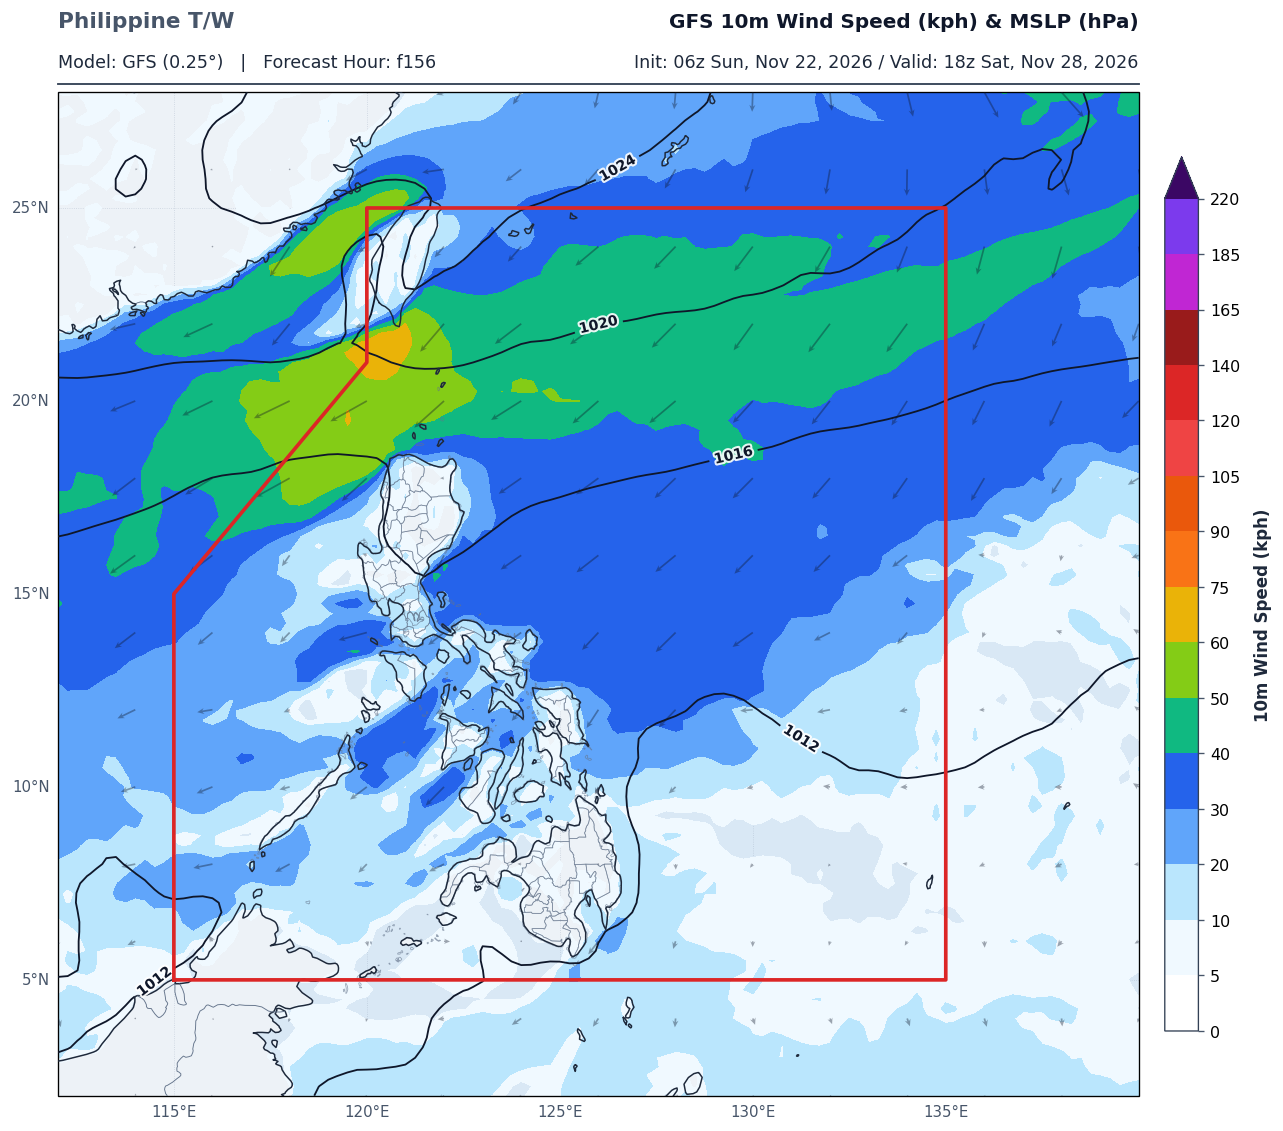 Philippine T/W
GFS 10m Wind Speed (kph) & MSLP (hPa)
Model: GFS (0.25°)   |   Forecast Hour: f156
Init: 06z Sun, Nov 22, 2026 / Valid: 18z Sat, Nov 28, 2026
1024
1020
1016
1012
1012
25°N
20°N
15°N
10°N
5°N
115°E
120°E
125°E
130°E
135°E
220
185
165
140
120
105
90
75
60
50
40
30
20
10
5
0
10m Wind Speed (kph)